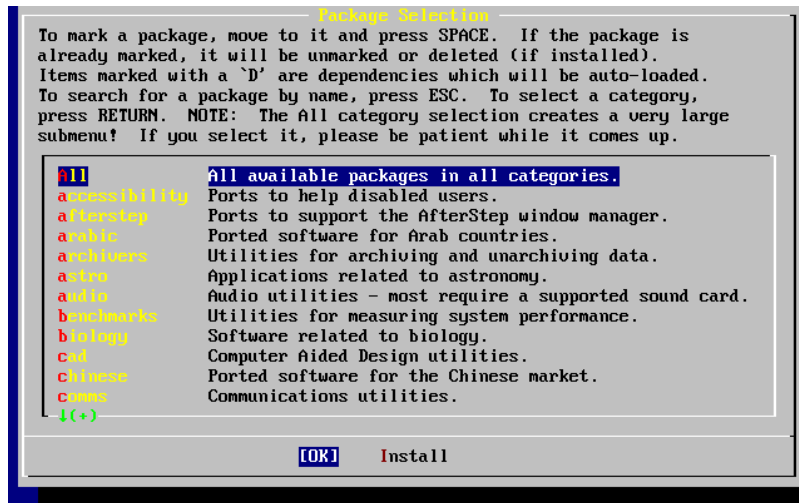 Package Selection
To mark a package, move to it and press SPACE.  If the package is
already marked, it will be unmarked or deleted (if installed).
Items marked with a `D' are dependencies which will be auto-loaded.
To search for a package by name, press ESC.  To select a category,
press RETURN.  NOTE:  The All category selection creates a very large
submenu!  If you select it, please be patient while it comes up.
All All available packages in all categories.
accessibility Ports to help disabled users.
afterstep Ports to support the AfterStep window manager.
arabic Ported software for Arab countries.
archivers Utilities for archiving and unarchiving data.
astro Applications related to astronomy.
audio Audio utilities - most require a supported sound card.
benchmarks Utilities for measuring system performance.
biology Software related to biology.
cad Computer Aided Design utilities.
chinese Ported software for the Chinese market.
comms Communications utilities.
↓(+)
[OK] Install